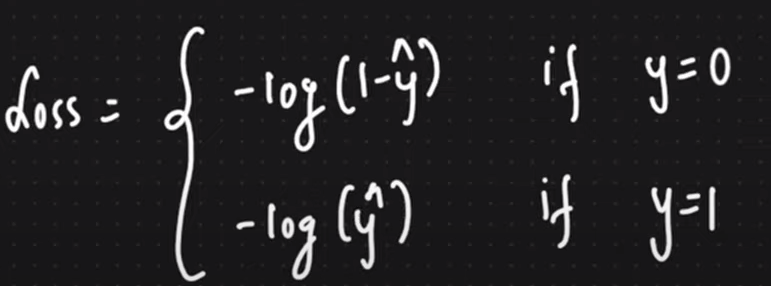 Loss = { -log(1-ŷ) if y=0
-log(ŷ) if y=1